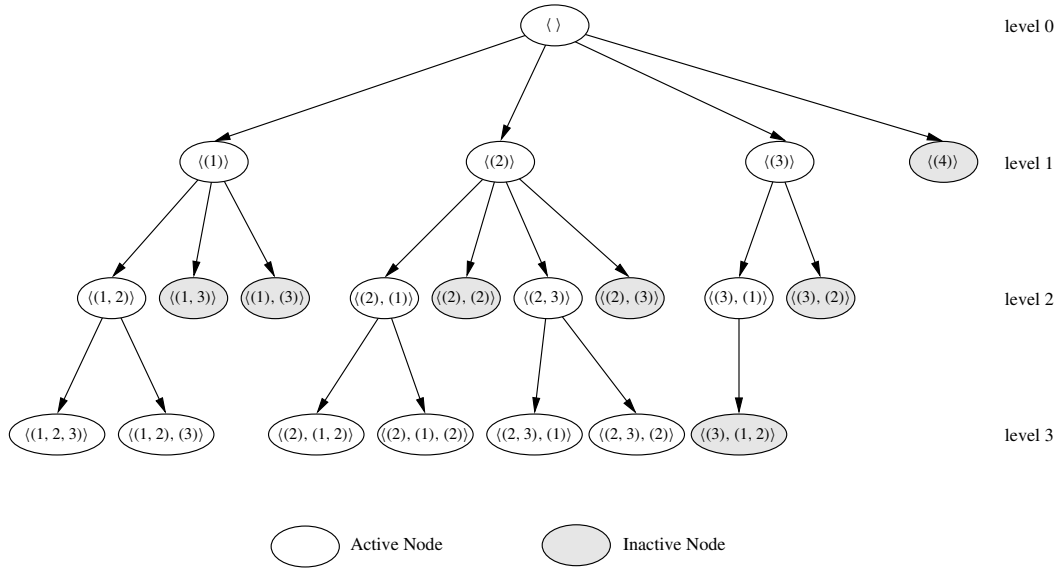 ⟨ ⟩ level 0
⟨(1)⟩ ⟨(2)⟩ ⟨(3)⟩ ⟨(4)⟩ level 1
⟨(1, 2)⟩ ⟨(1, 3)⟩ ⟨(1), (3)⟩ ⟨(2), (1)⟩ ⟨(2), (2)⟩ ⟨(2, 3)⟩ ⟨(2), (3)⟩ ⟨(3), (1)⟩ ⟨(3), (2)⟩ level 2
⟨(1, 2, 3)⟩ ⟨(1, 2), (3)⟩ ⟨(2), (1, 2)⟩ ⟨(2), (1), (2)⟩ ⟨(2, 3), (1)⟩ ⟨(2, 3), (2)⟩ ⟨(3), (1, 2)⟩ level 3
Active Node Inactive Node